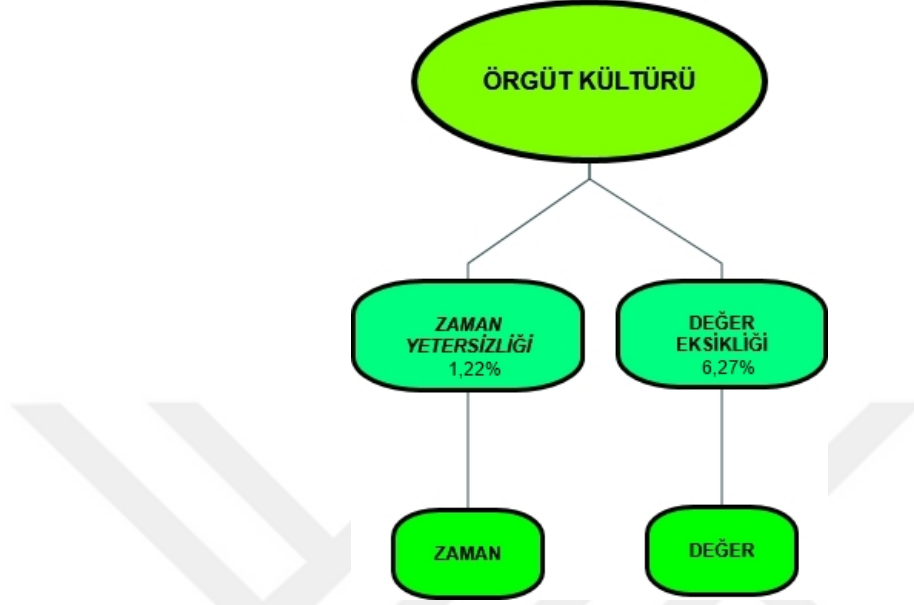 ÖRGÜT KÜLTÜRÜ
ZAMAN
YETERSİZLİĞİ
1,22%
DEĞER
EKSİKLİĞİ
6,27%
ZAMAN
DEĞER